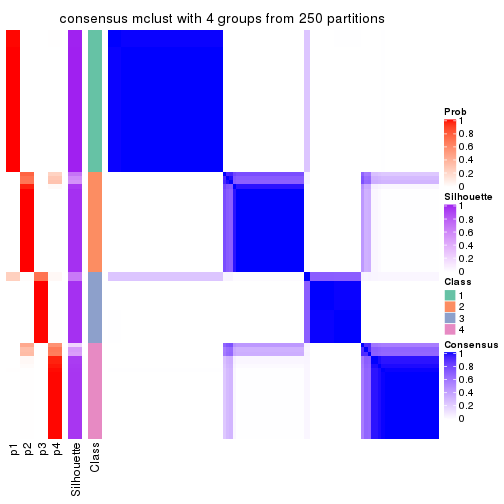 consensus mclust with 4 groups from 250 partitions
Prob
1
0.8
0.6
0.4
0.2
0
Silhouette
1
0.8
0.6
0.4
0.2
0
Class
1
2
3
4
Consensus
1
0.8
0.6
0.4
0.2
0
p1
p2
p3
p4
Silhouette
Class